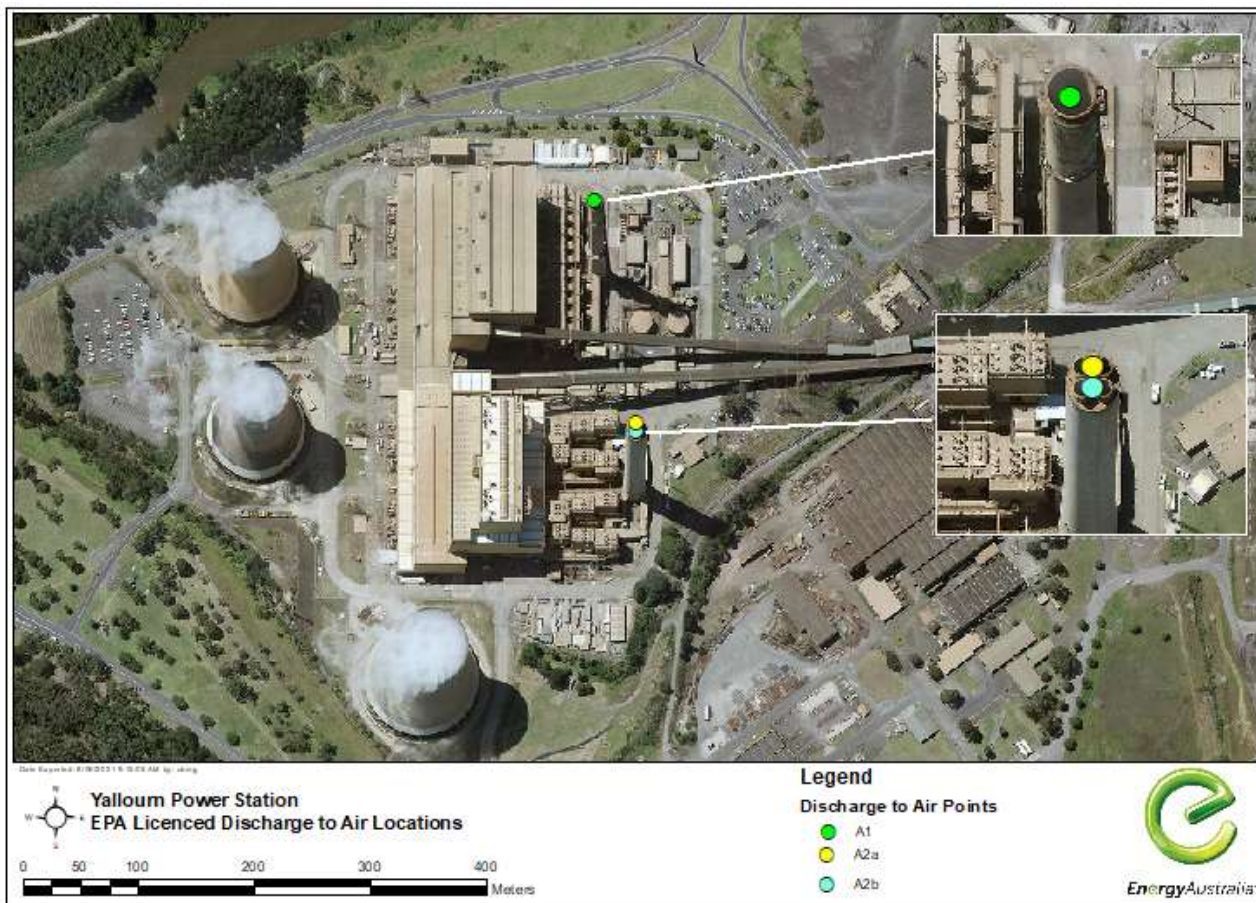 Yallourn Power Station
EPA Licenced Discharge to Air Locations
N
W
E
S
0 50 100 200 300 400
Meters
Legend
Discharge to Air Points
A1
A2a
A2b
EnergyAustralia